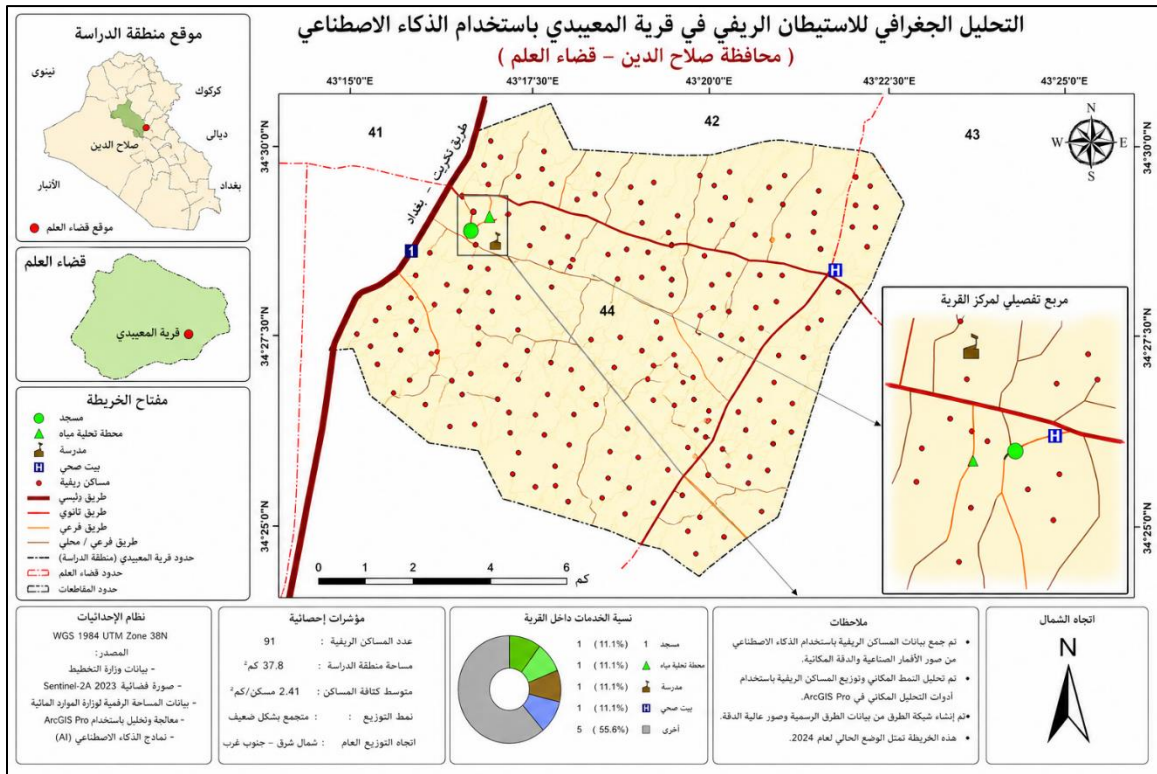 التحليل الجغرافي للاستيطان الريفي في قرية المعيبدي باستخدام الذكاء الاصطناعي
( محافظة صلاح الدين – قضاء العلم )
موقع منطقة الدراسة
نينوى
كركوك
ديالى
صلاح الدين
الأنبار
بغداد
موقع قضاء العلم
قضاء العلم
قرية المعيبدي
مفتاح الخريطة
مسجد
محطة تحلية مياه
مدرسة
H بيت صحي
مساكن ريفية
طريق رئيسي
طريق ثانوي
طريق فرعي
طريق فرعي / محلي
حدود قرية المعيبدي (منطقة الدراسة)
حدود قضاء العلم
حدود المقاطعات
43°15'0"E 43°17'30"E 43°20'0"E 43°22'30"E 43°25'0"E
34°30'0"N
34°27'30"N
34°25'0"N
34°30'0"N
34°27'30"N
34°25'0"N
41
42
43
44
طريق تكريت - بغداد
1
H
N
W E
S
مربع تفصيلي لمركز القرية
H
0 2 4 6 كم
نظام الإحداثيات
WGS 1984 UTM Zone 38N
المصدر:
- بيانات وزارة التخطيط
- صورة فضائية Sentinel-2A 2023
- بيانات المساحة الرقمية لوزارة الموارد المائية
- معالجة وتحليل باستخدام ArcGIS Pro
- نماذج الذكاء الاصطناعي (AI)
مؤشرات إحصائية
عدد المساكن الريفية : 91
مساحة منطقة الدراسة : 37.8 كم²
متوسط كثافة المساكن : 2.41 مسكن/كم²
نمط التوزيع : : متجمع بشكل ضعيف
اتجاه التوزيع العام : شمال شرق – جنوب غرب
نسبة الخدمات داخل القرية
1 (11.1%) 1 مسجد
1 (11.1%) محطة تحلية مياه
1 (11.1%) مدرسة
1 (11.1%) H بيت صحي
5 (55.6%) أخرى
ملاحظات
• تم جمع بيانات المساكن الريفية باستخدام الذكاء الاصطناعي
من صور الأقمار الصناعية والدقة المكانية.
• تم تحليل النمط المكاني وتوزيع المساكن الريفية باستخدام
أدوات التحليل المكاني في ArcGIS Pro.
• تم إنشاء شبكة الطرق من بيانات الطرق الرسمية وصور عالية الدقة.
• هذه الخريطة تمثل الوضع الحالي لعام 2024.
اتجاه الشمال
N